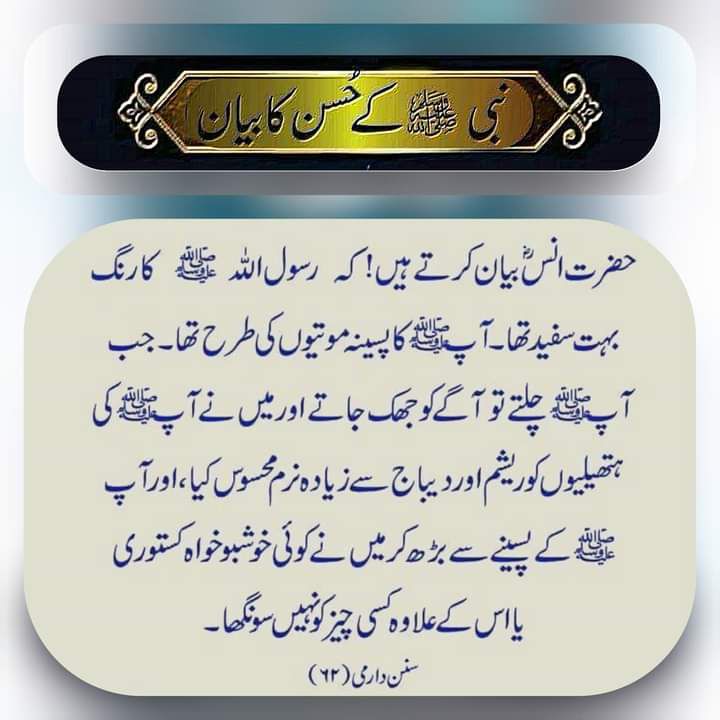 نبی ﷺ کے حُسن کا بیان
حضرت انسؓ بیان کرتے ہیں! کہ رسول اللہ ﷺ کا رنگ
بہت سفید تھا۔ آپ ﷺ کا پسینہ موتیوں کی طرح تھا۔ جب
آپ ﷺ چلتے تو آگے کو جھک جاتے اور میں نے آپ ﷺ کی
ہتھیلیوں کو ریشم اور دیباج سے زیادہ نرم محسوس کیا، اور آپ
ﷺ کے پسینے سے بڑھ کر میں نے کوئی خوشبو خواہ کستوری
یا اس کے علاوہ کسی چیز کو نہیں سونگھا۔
سنن دارمی (۶۲)